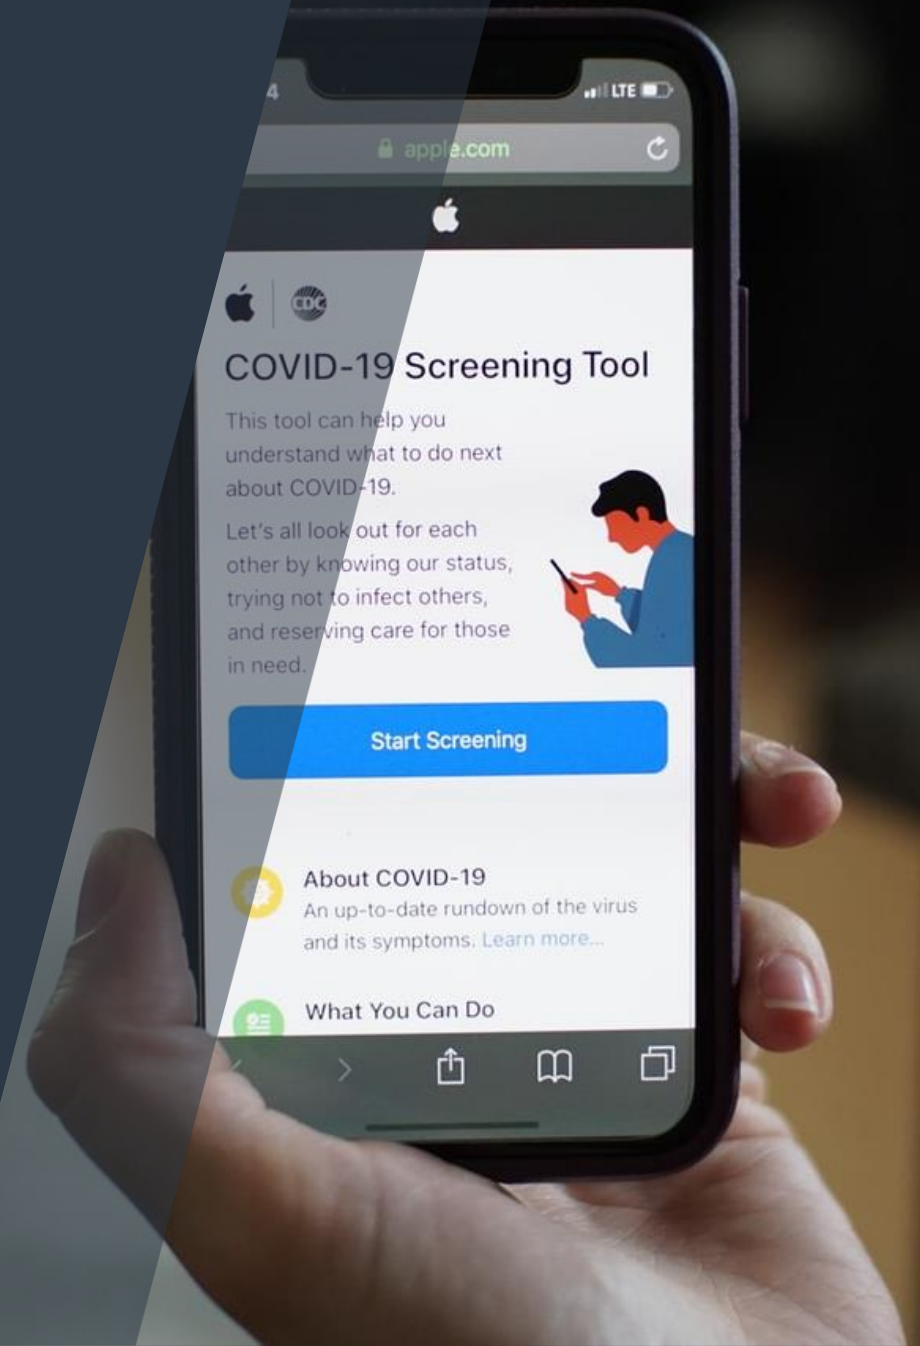 4
LTE
apple.com
CDC
COVID-19 Screening Tool
This tool can help you
understand what to do next
about COVID-19.
Let's all look out for each
other by knowing our status,
trying not to infect others,
and reserving care for those
in need.
Start Screening
About COVID-19
An up-to-date rundown of the virus
and its symptoms. Learn more...
What You Can Do